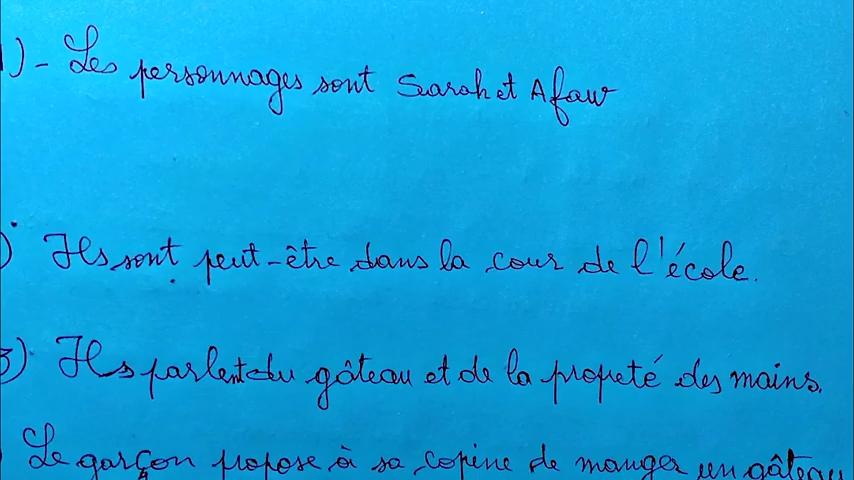 1) - Les personnages sont Sarah et Afaw
) Ils sont peut-être dans la cour de l'école.
3) Ils parlent du gâteau et de la propeté des mains.
Le garçon propose à sa copine de manger un gâteau